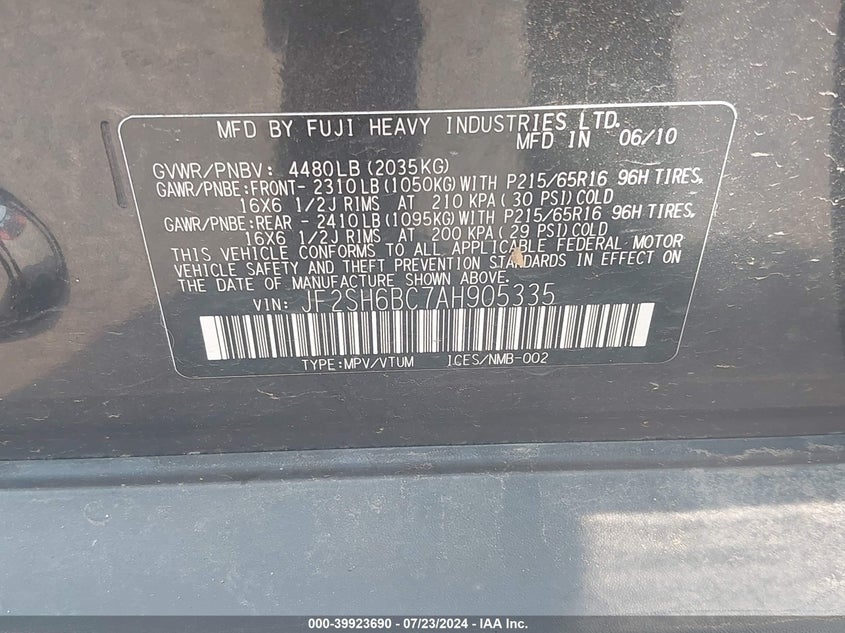 MFD BY FUJI HEAVY INDUSTRIES LTD.
MFD IN 06/10
GVWR/PNBV: 4480LB(2035KG)
GAWR/PNBE:FRONT- 2310LB(1050KG)WITH P215/65R16 96H TIRES,
16X6 1/2J RIMS AT 210 KPA(30 PSI)COLD
GAWR/PNBE:REAR - 2410LB(1095KG)WITH P215/65R16 96H TIRES,
16X6 1/2J RIMS AT 200 KPA(29 PSI)COLD
THIS VEHICLE CONFORMS TO ALL APPLICABLE FEDERAL MOTOR
VEHICLE SAFETY AND THEFT PREVENTION STANDARDS IN EFFECT ON
THE DATE OF MANUFACTURE SHOWN ABOVE.
VIN: JF2SH6BC7AH905335
TYPE:MPV/VTUM ICES/NMB-002
000-39923690 - 07/23/2024 - IAA Inc.